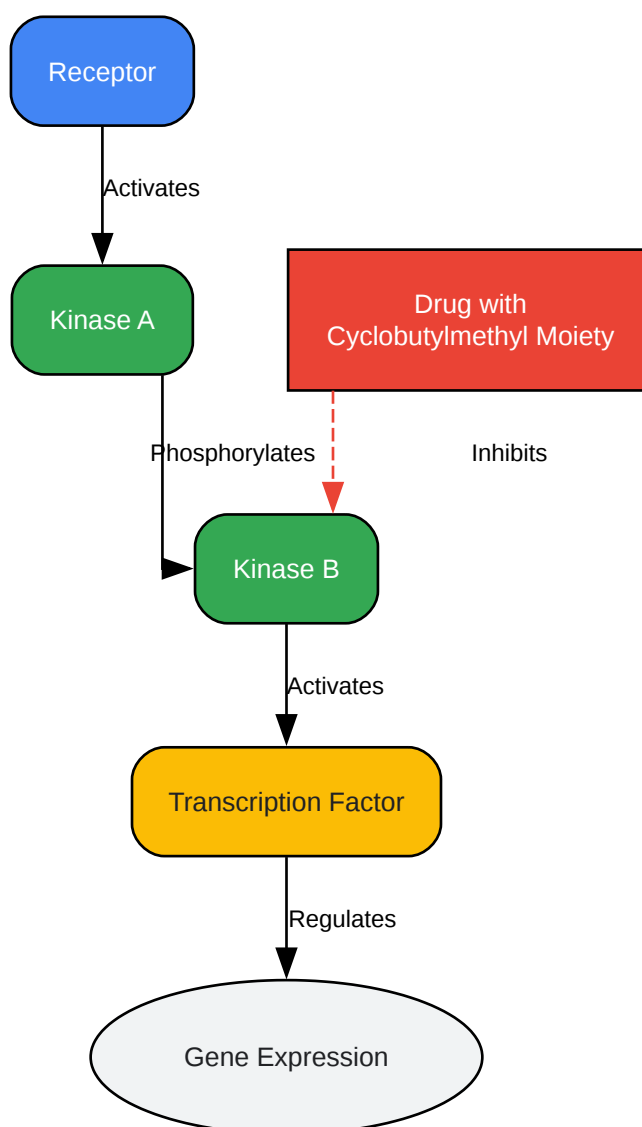 Receptor
Activates
Kinase A
Drug with
Cyclobutylmethyl Moiety
Phosphorylates
Inhibits
Kinase B
Activates
Transcription Factor
Regulates
Gene Expression